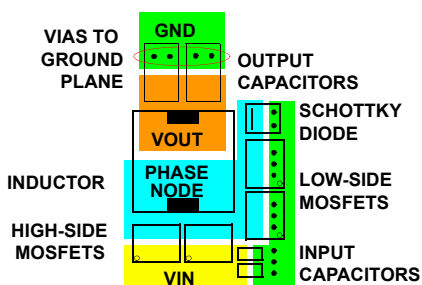 VIAS TO
GROUND
PLANE
GND
OUTPUT
CAPACITORS
SCHOTTKY
DIODE
VOUT
INDUCTOR
PHASE
NODE
LOW-SIDE
MOSFETS
HIGH-SIDE
MOSFETS
VIN
INPUT
CAPACITORS